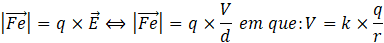 |F⃗e⃗| = q × E⃗ ⇔ |F⃗e⃗| = q × V/d em que: V = k × q/r